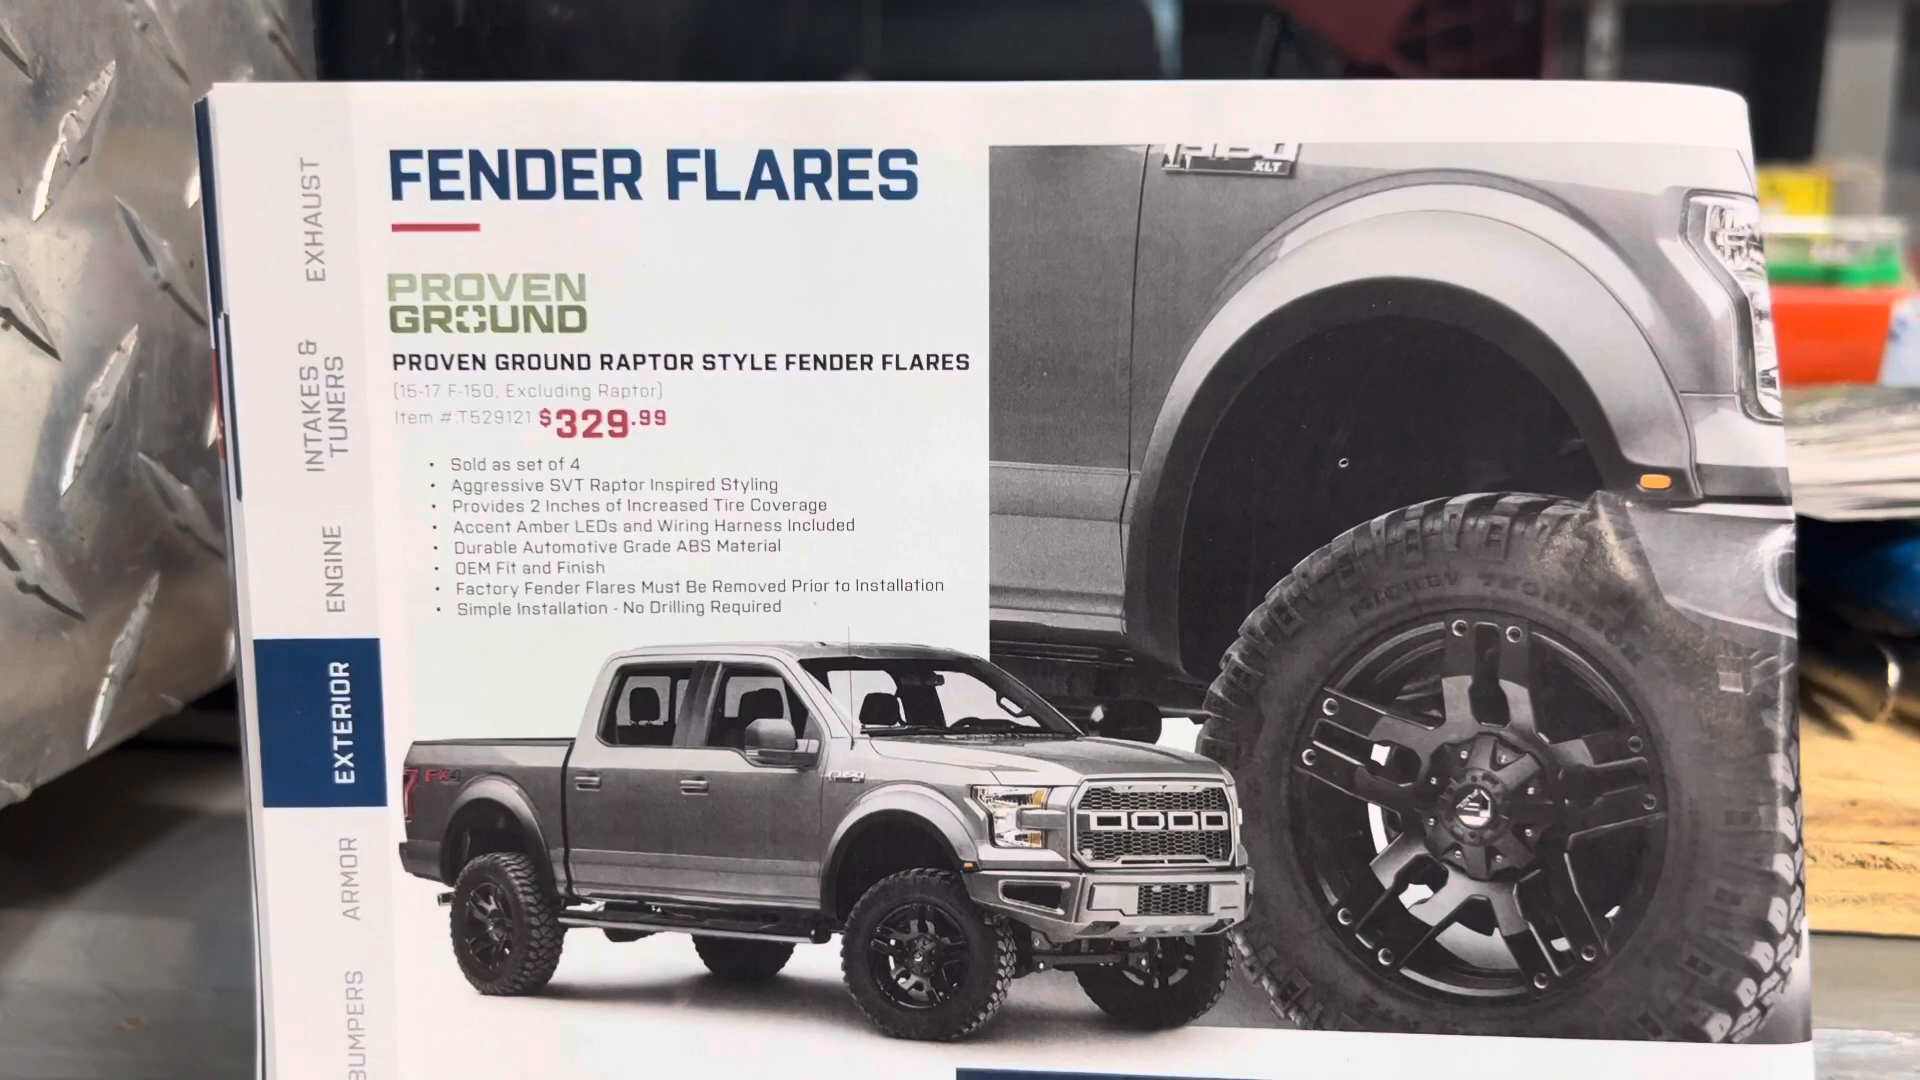 FENDER FLARES
PROVEN
GROUND
PROVEN GROUND RAPTOR STYLE FENDER FLARES
(15-17 F-150, Excluding Raptor)
Item # T529121 $329.99
• Sold as set of 4
• Aggressive SVT Raptor Inspired Styling
• Provides 2 Inches of Increased Tire Coverage
• Accent Amber LEDs and Wiring Harness Included
• Durable Automotive Grade ABS Material
• OEM Fit and Finish
• Factory Fender Flares Must Be Removed Prior to Installation
• Simple Installation - No Drilling Required
EXHAUST
INTAKES &
TUNERS
ENGINE
EXTERIOR
ARMOR
BUMPERS
XLT
FX4
MICKEY THOMPSON